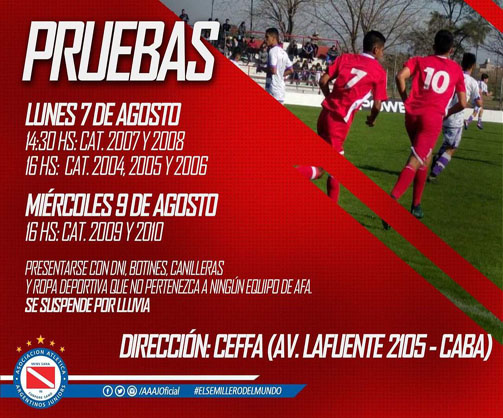 PRUEBAS
LUNES 7 DE AGOSTO
14:30 HS: CAT. 2007 Y 2008
16 HS: CAT. 2004, 2005 Y 2006
MIÉRCOLES 9 DE AGOSTO
16 HS: CAT. 2009 Y 2010
PRESENTARSE CON DNI, BOTINES, CANILLERAS
Y ROPA DEPORTIVA QUE NO PERTENEZCA A NINGÚN EQUIPO DE AFA.
SE SUSPENDE POR LLUVIA
DIRECCIÓN: CEFFA (AV. LAFUENTE 2105 - CABA)
ASOCIACION ATLETICA
ARGENTINOS JUNIORS
/AAAJOficial
#ELSEMILLERODELMUNDO
7
10